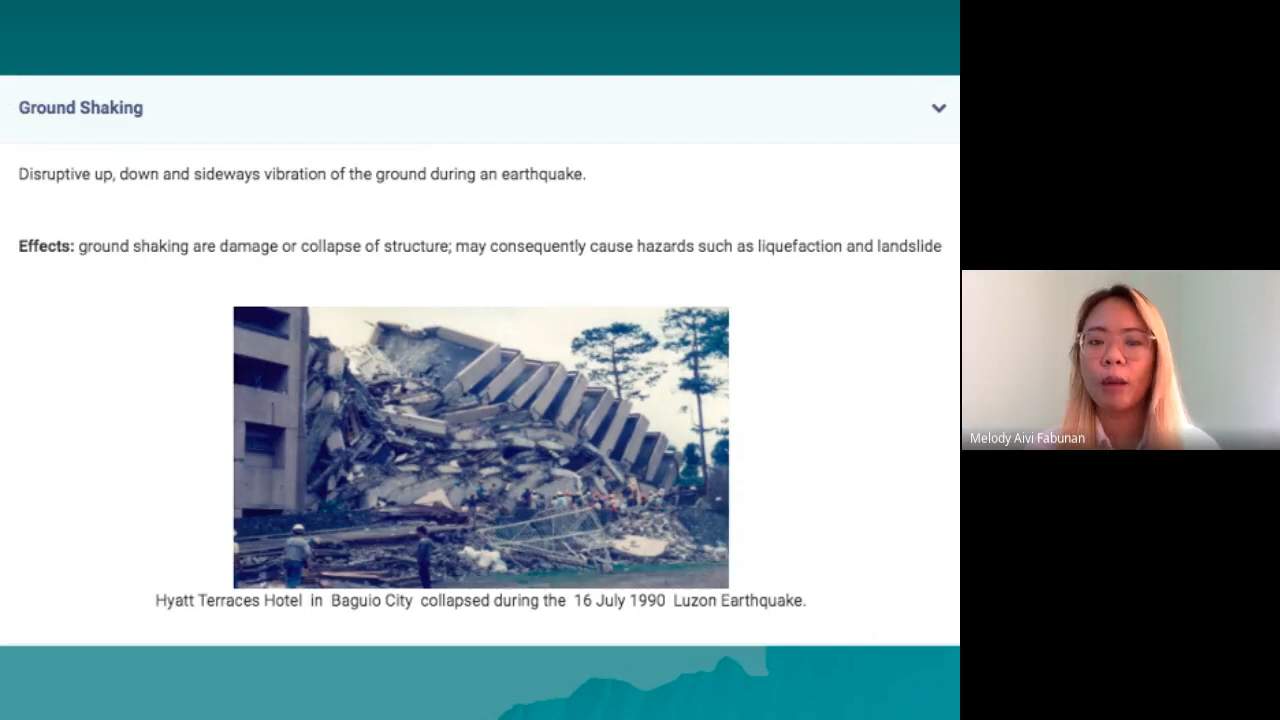 Ground Shaking
Disruptive up, down and sideways vibration of the ground during an earthquake.
Effects: ground shaking are damage or collapse of structure; may consequently cause hazards such as liquefaction and landslide
Hyatt Terraces Hotel in Baguio City collapsed during the 16 July 1990 Luzon Earthquake.
Melody Aivi Fabunan